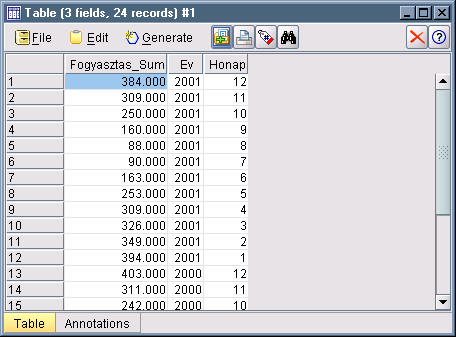 Table (3 fields, 24 records) #1
File Edit Generate
Fogyasztas_Sum Ev Honap
1 384.000 2001 12
2 309.000 2001 11
3 250.000 2001 10
4 160.000 2001 9
5 88.000 2001 8
6 90.000 2001 7
7 163.000 2001 6
8 253.000 2001 5
9 309.000 2001 4
10 326.000 2001 3
11 349.000 2001 2
12 394.000 2001 1
13 403.000 2000 12
14 311.000 2000 11
15 242.000 2000 10
Table Annotations